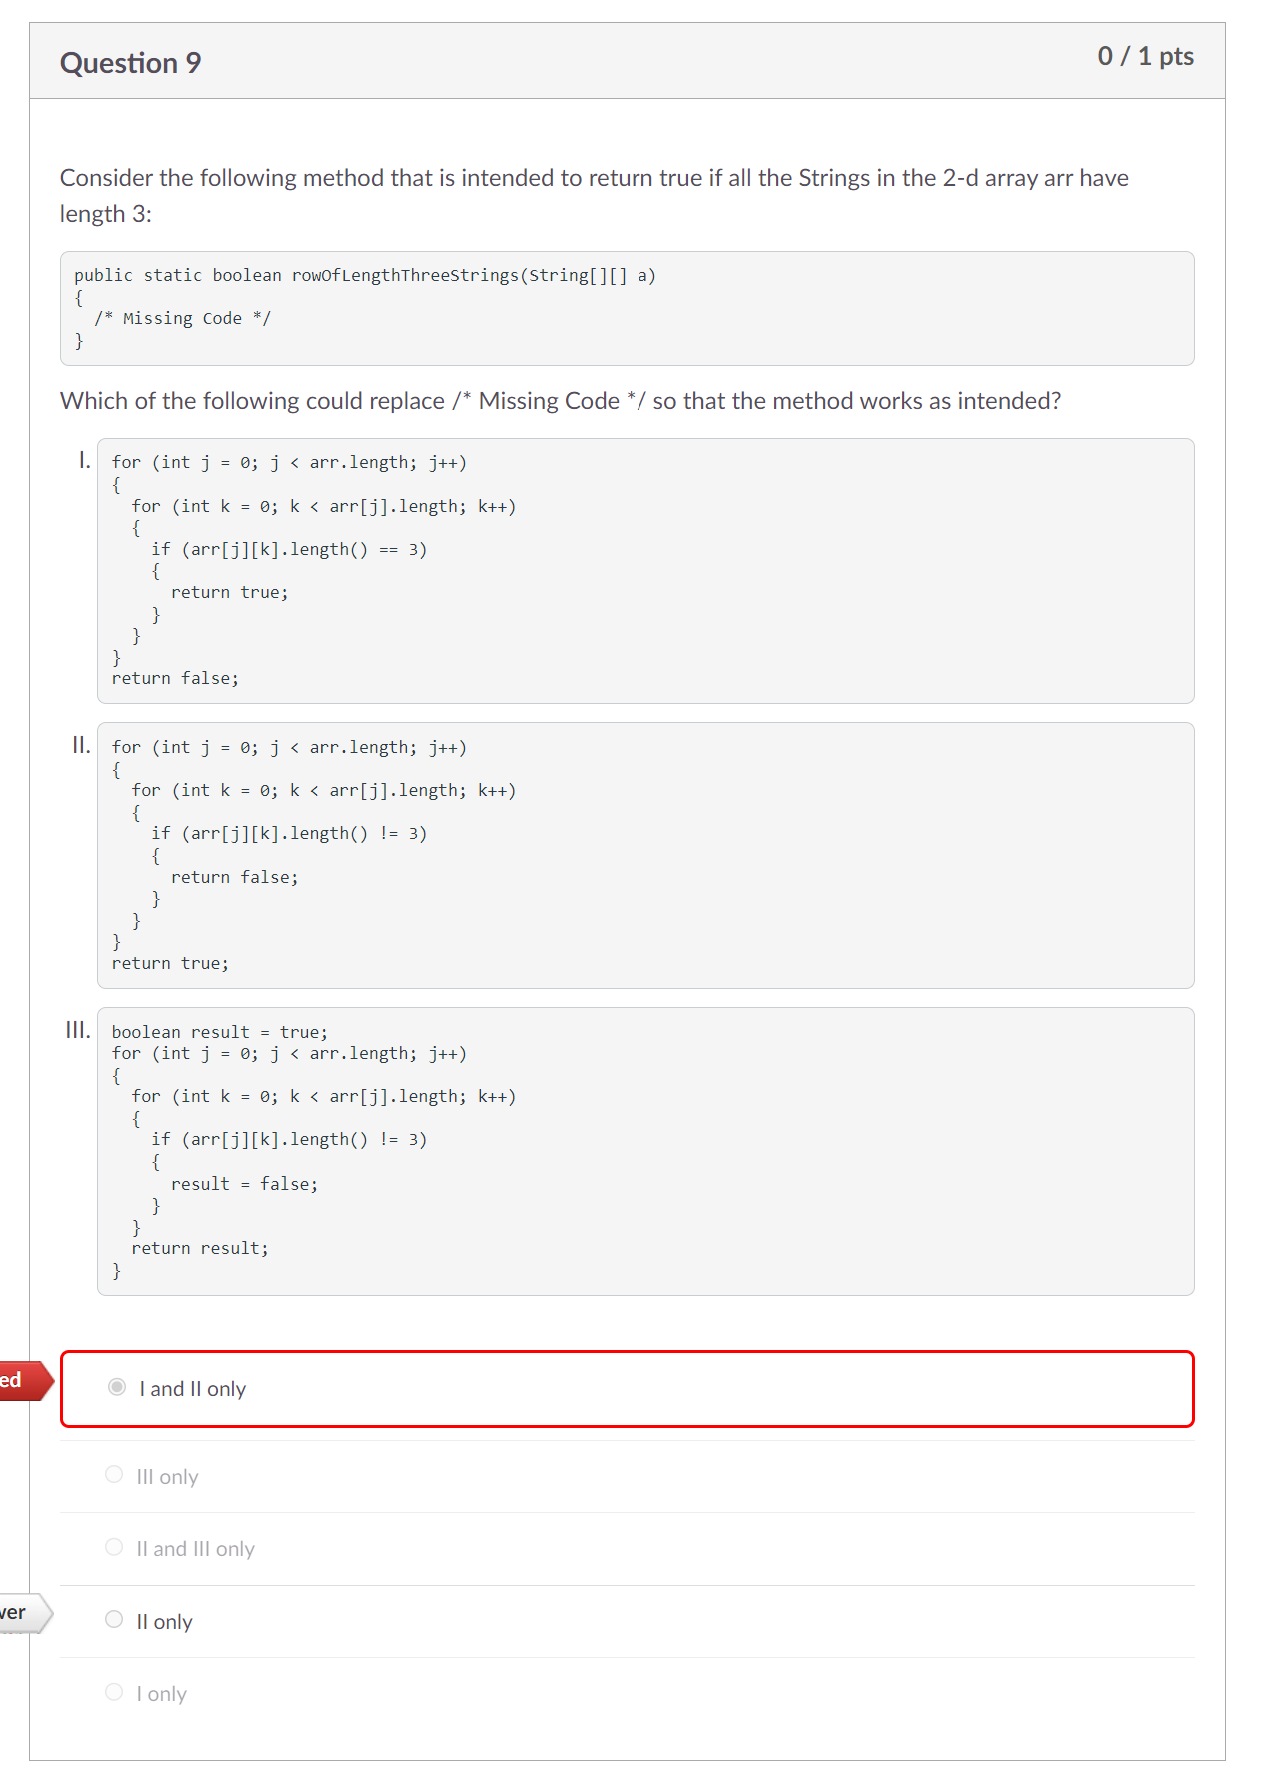 Question 9
0 / 1 pts
Consider the following method that is intended to return true if all the Strings in the 2-d array arr have
length 3:
public static boolean rowOfLengthThreeStrings(String[][] a)
{
  /* Missing Code */
}
Which of the following could replace /* Missing Code */ so that the method works as intended?
I.
for (int j = 0; j < arr.length; j++)
{
  for (int k = 0; k < arr[j].length; k++)
  {
    if (arr[j][k].length() == 3)
    {
      return true;
    }
  }
}
return false;
II.
for (int j = 0; j < arr.length; j++)
{
  for (int k = 0; k < arr[j].length; k++)
  {
    if (arr[j][k].length() != 3)
    {
      return false;
    }
  }
}
return true;
III.
boolean result = true;
for (int j = 0; j < arr.length; j++)
{
  for (int k = 0; k < arr[j].length; k++)
  {
    if (arr[j][k].length() != 3)
    {
      result = false;
    }
  }
  return result;
}
ed
I and II only
III only
II and III only
ver
II only
I only